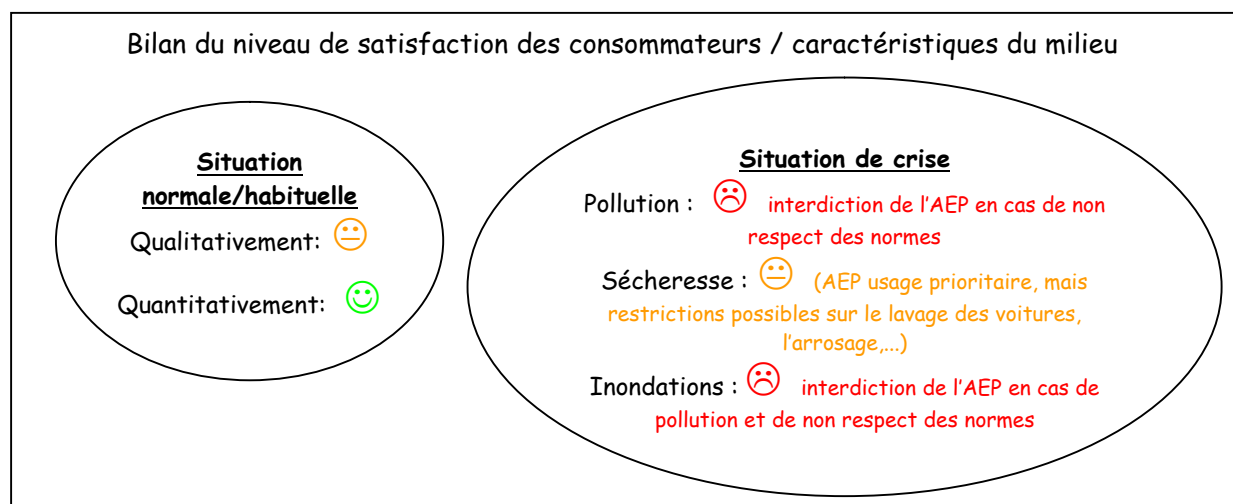 Bilan du niveau de satisfaction des consommateurs / caractéristiques du milieu
Situation
normale/habituelle
Qualitativement:
Quantitativement:
Situation de crise
Pollution : interdiction de l'AEP en cas de non
respect des normes
Sécheresse : (AEP usage prioritaire, mais
restrictions possibles sur le lavage des voitures,
l'arrosage,...)
Inondations : interdiction de l'AEP en cas de
pollution et de non respect des normes